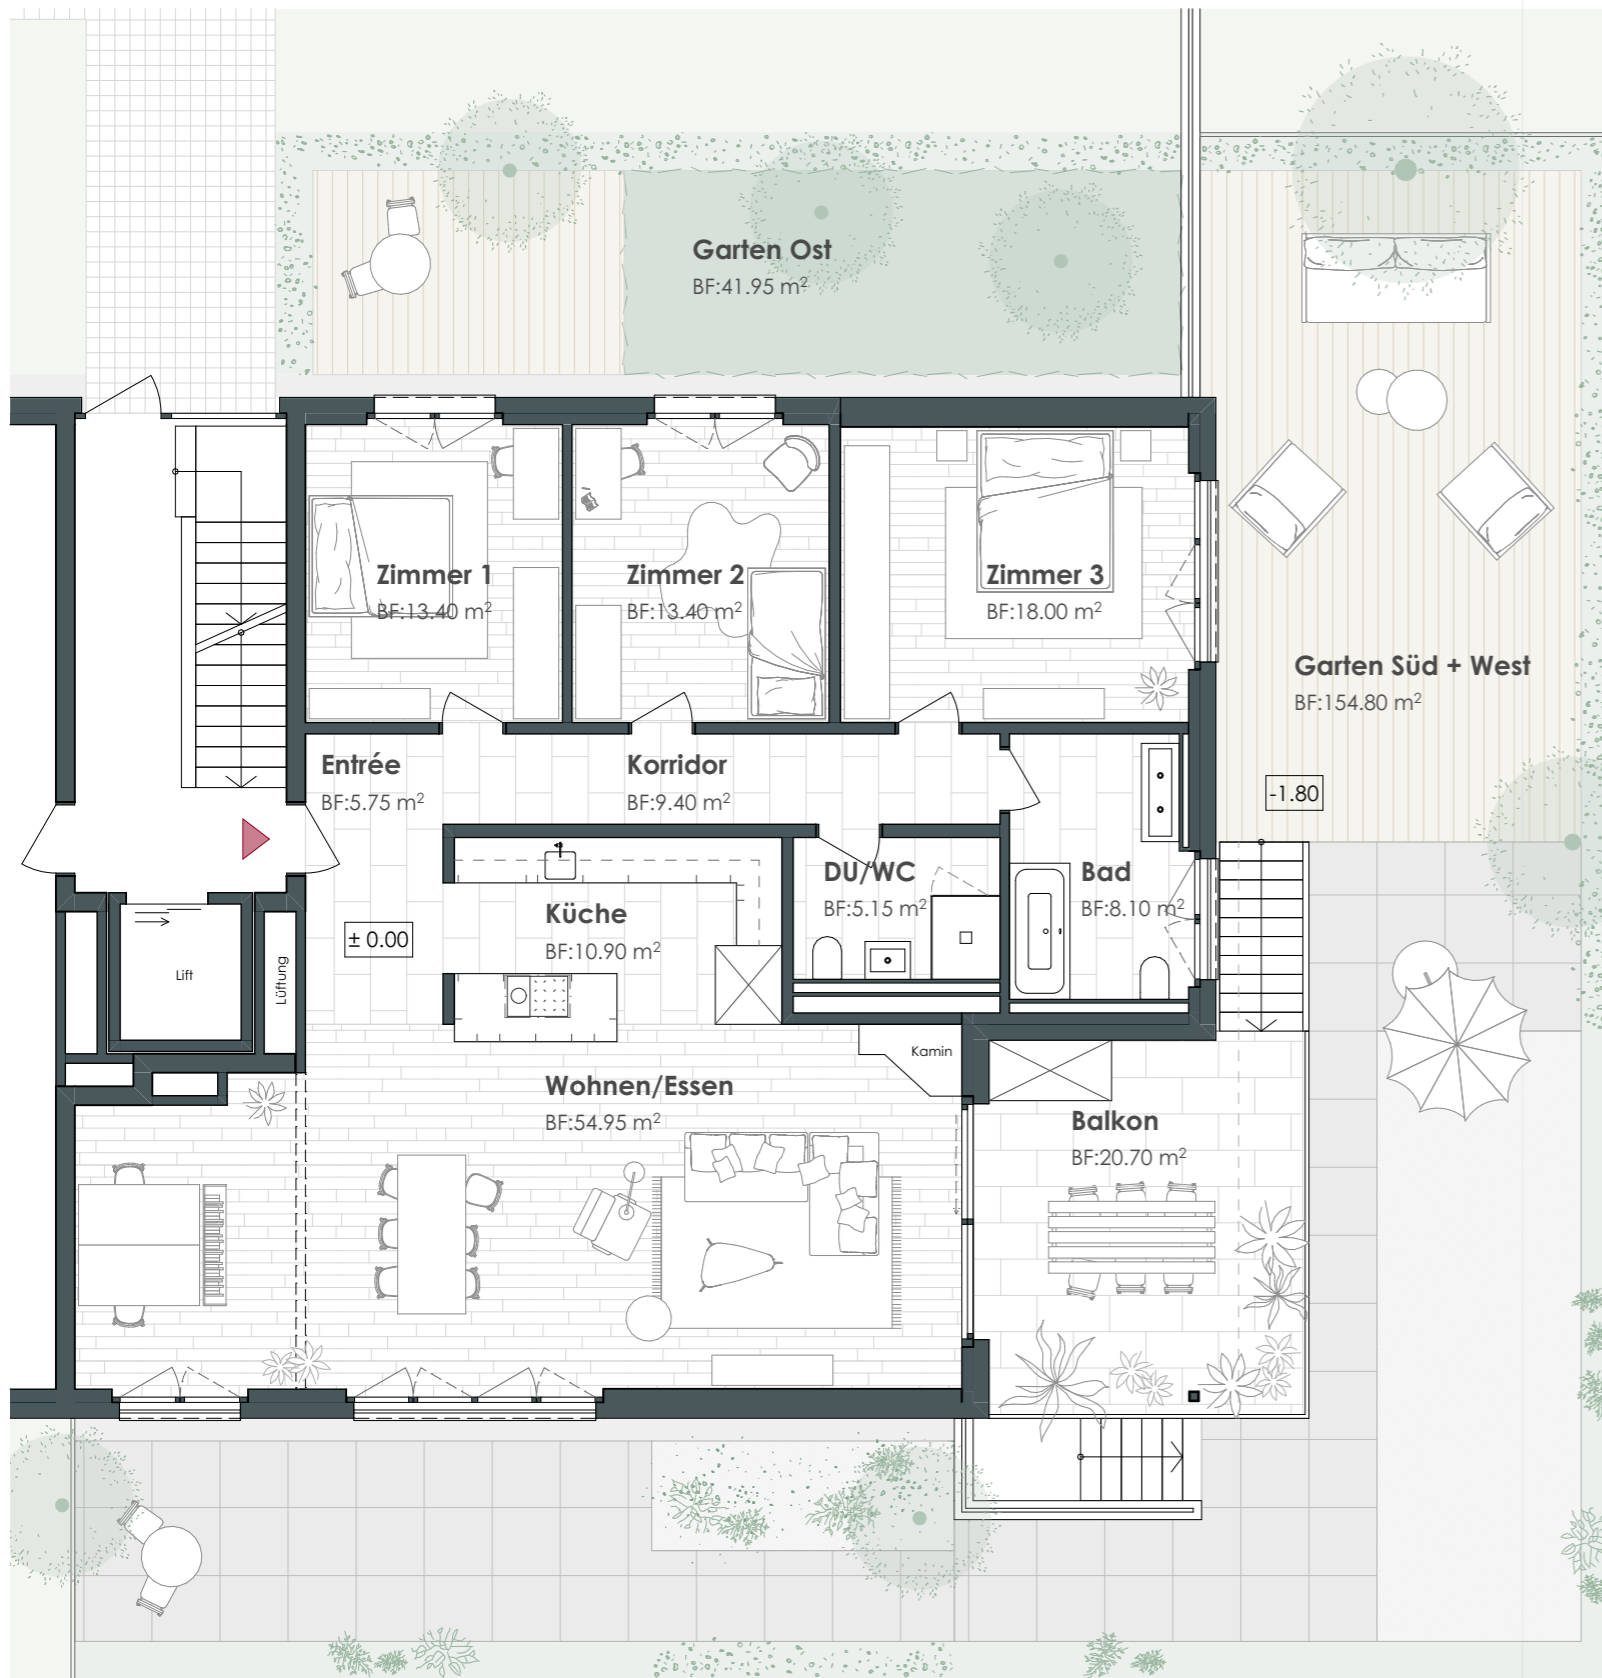 Garten Ost
BF:41.95 m²
Zimmer 1
BF:13.40 m²
Zimmer 2
BF:13.40 m²
Zimmer 3
BF:18.00 m²
Garten Süd + West
BF:154.80 m²
Entrée
BF:5.75 m²
Korridor
BF:9.40 m²
-1.80
DU/WC
BF:5.15 m²
Bad
BF:8.10 m²
Küche
BF:10.90 m²
± 0.00
Lift
Lüftung
Kamin
Wohnen/Essen
BF:54.95 m²
Balkon
BF:20.70 m²